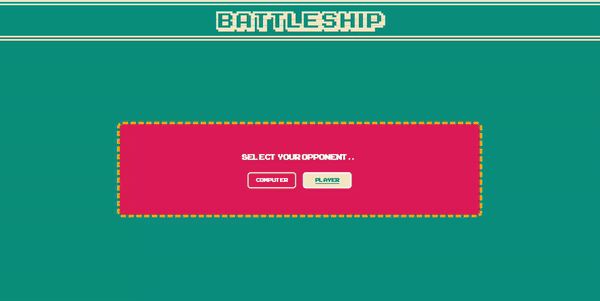 BATTLESHIP
SELECT YOUR OPPONENT..
COMPUTER
PLAYER